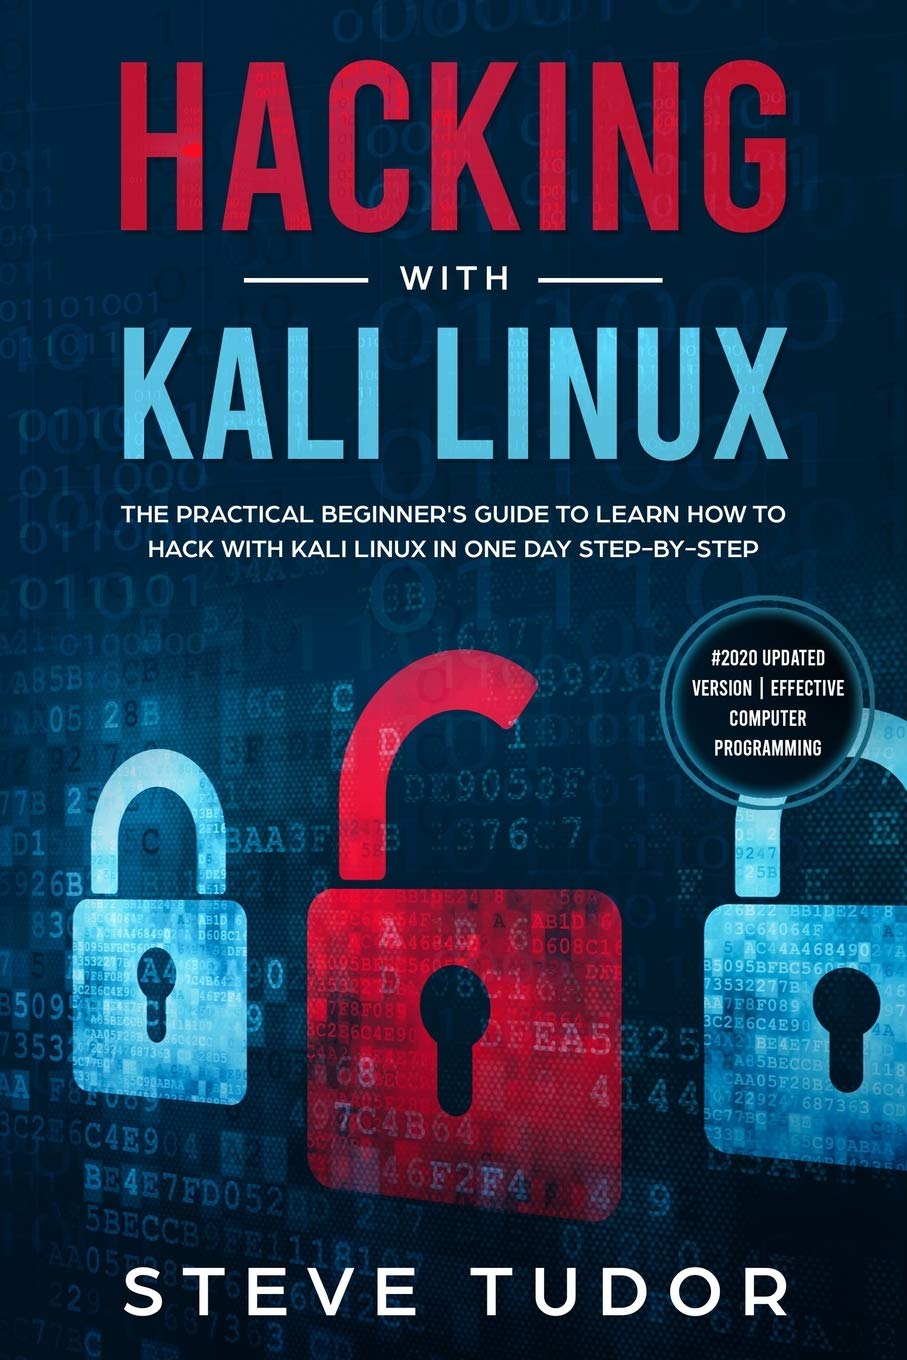 HACKING
WITH
KALI LINUX
THE PRACTICAL BEGINNER'S GUIDE TO LEARN HOW TO
HACK WITH KALI LINUX IN ONE DAY STEP-BY-STEP
#2020 UPDATED
VERSION | EFFECTIVE
COMPUTER
PROGRAMMING
STEVE TUDOR